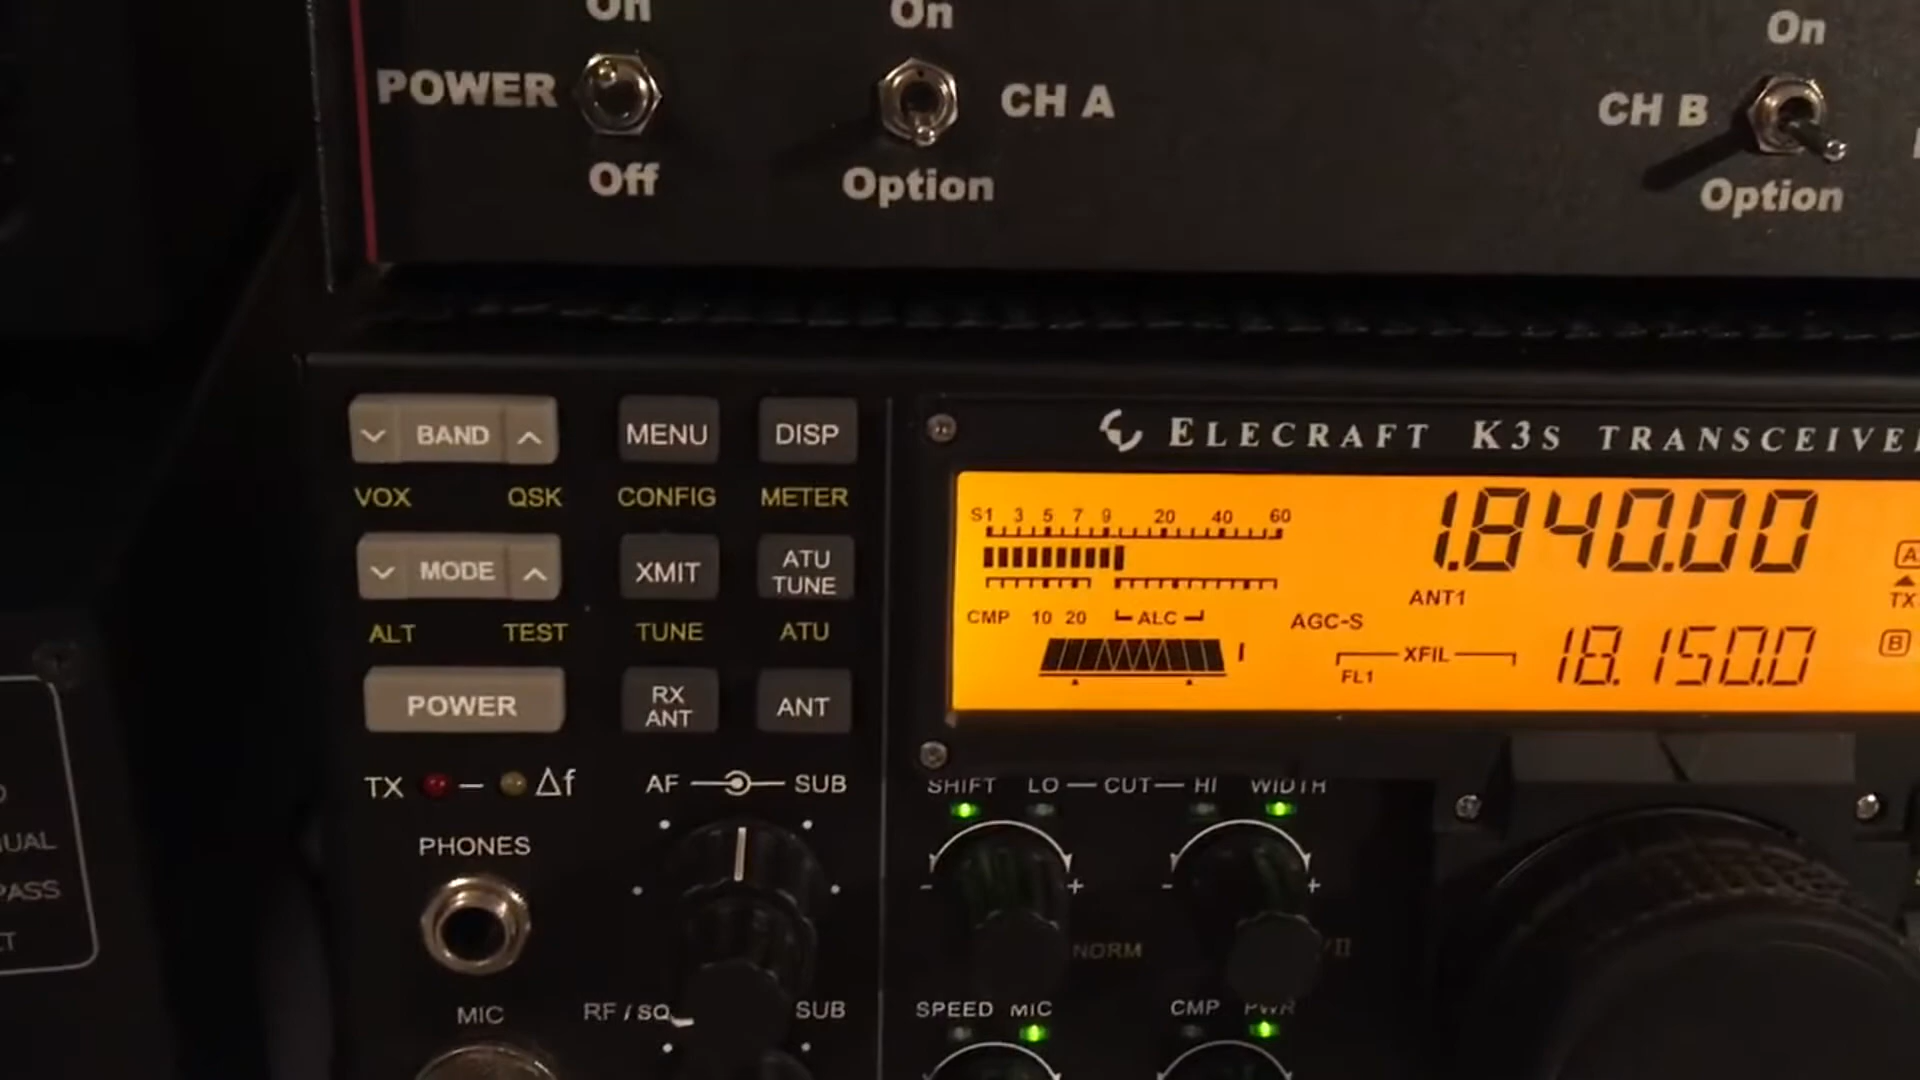 On On On
POWER CH A CH B
Off Option Option
ELECRAFT K3S TRANSCEIVER
BAND MENU DISP
VOX QSK CONFIG METER
S1 3 5 7 9 20 40 60
1.840.00
MODE XMIT ATU TUNE
ANT1
TX
CMP 10 20 ALC AGC-S
ALT TEST TUNE ATU
XFIL 18.150.0 B
FL1
POWER RX ANT ANT
TX Δf AF SUB
SHIFT LO CUT HI WIDTH
PHONES
- + - +
NORM
MIC RF / SQ SUB
SPEED MIC CMP PWR